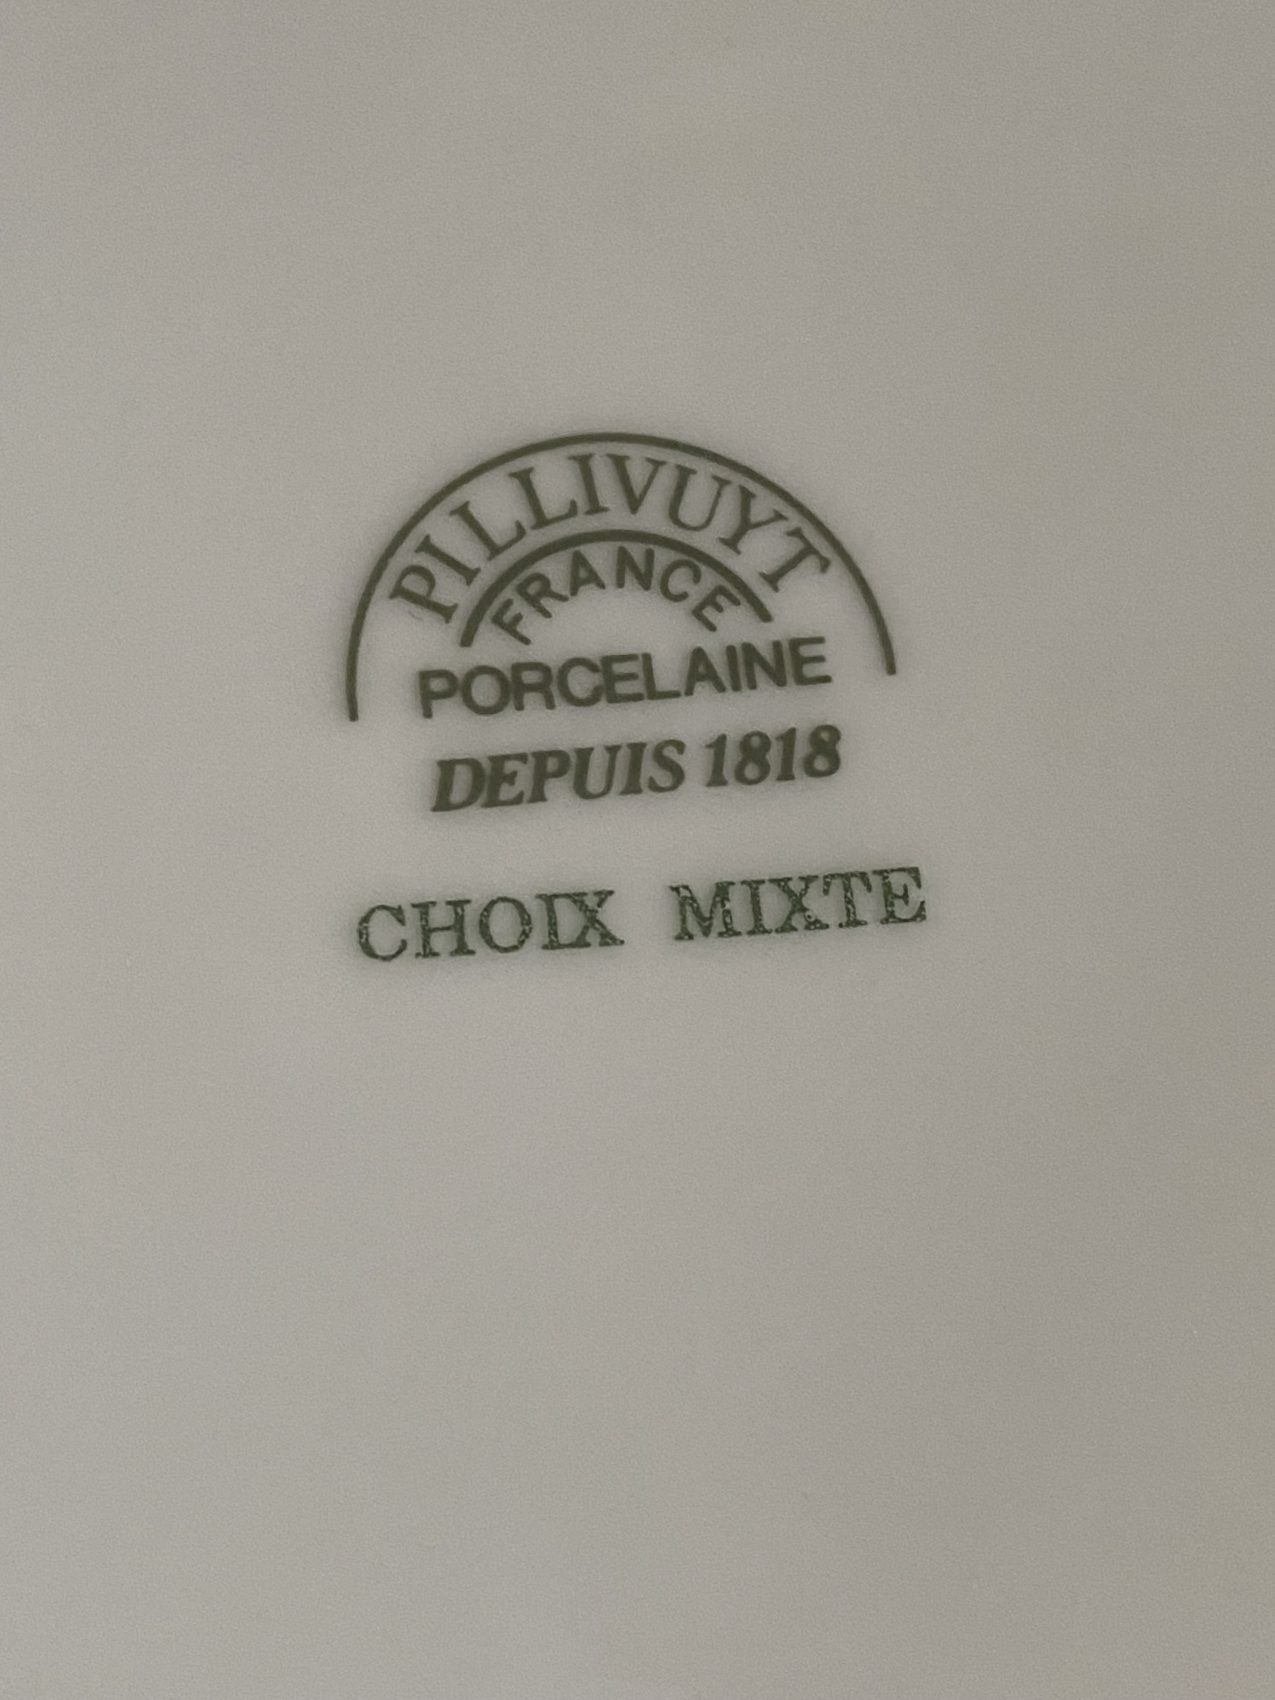 PILLIVUYT
FRANCE
PORCELAINE
DEPUIS 1818
CHOIX MIXTE